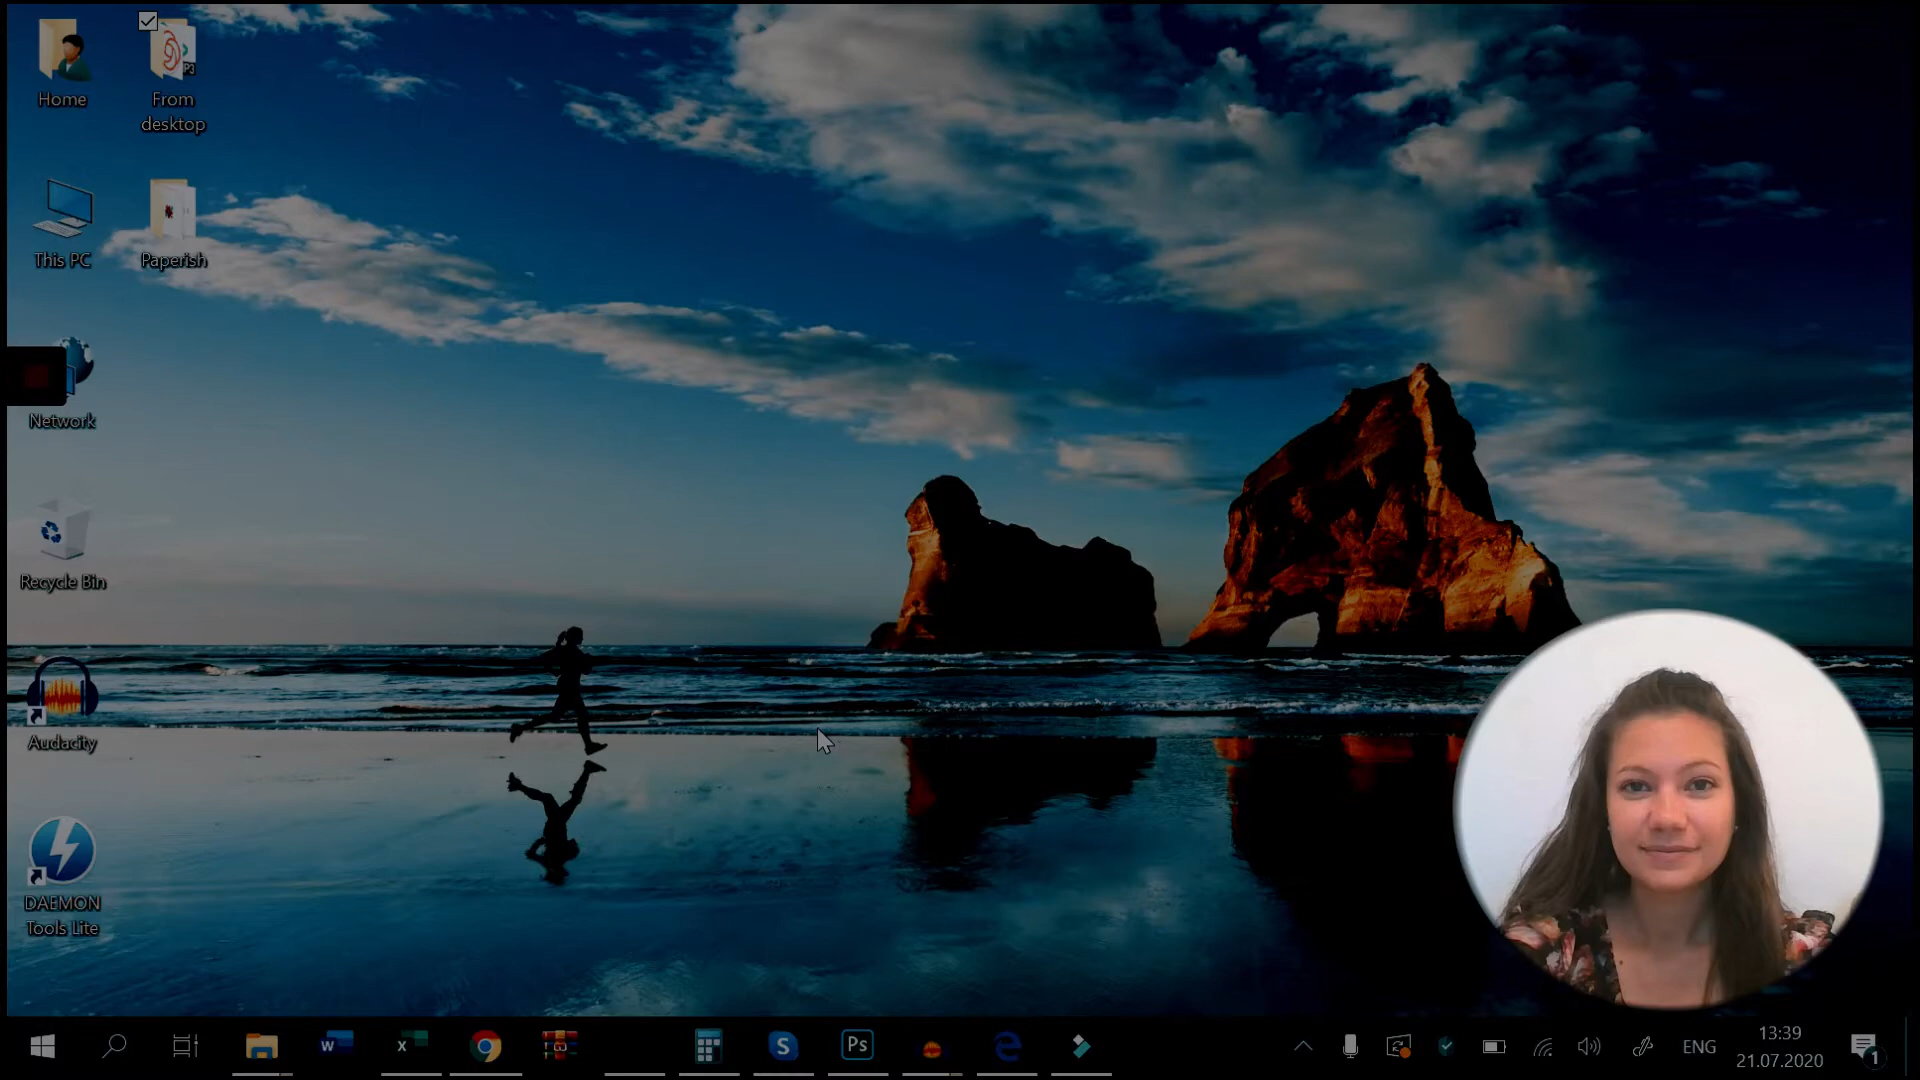 Home
From
desktop
This PC
Paperish
Network
Recycle Bin
Audacity
DAEMON
Tools Lite
W
X
S
Ps
ENG
13:39
21.07.2020
1